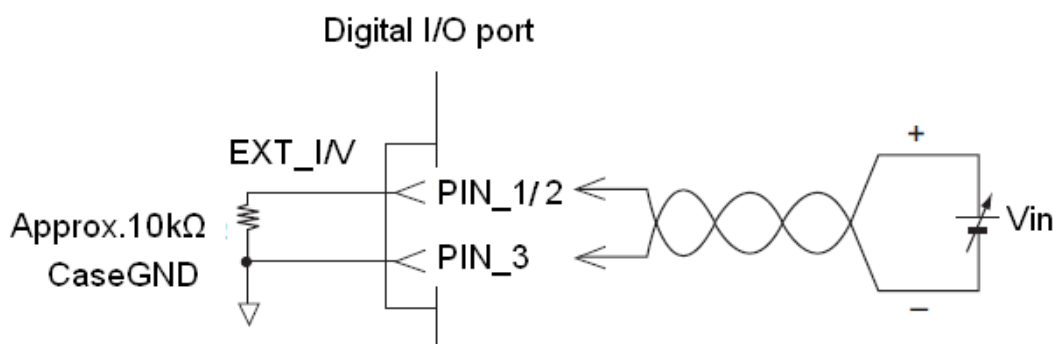 Digital I/O port
EXT_I/V
PIN_1/2
Approx.10kΩ
PIN_3
CaseGND
+
Vin
−